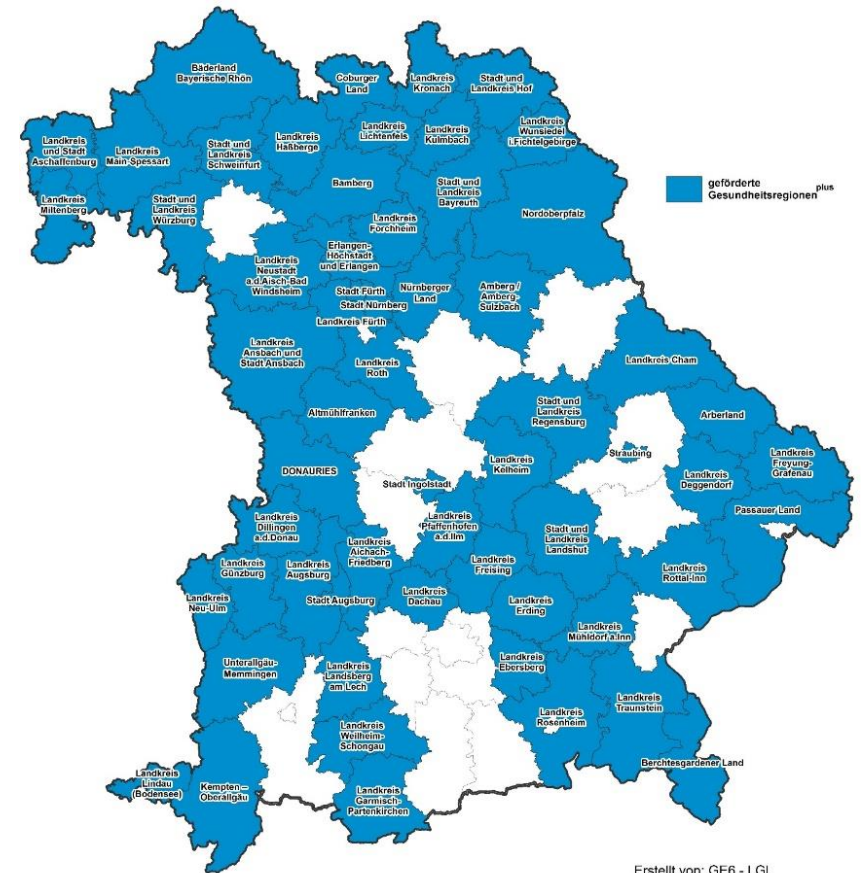 Bäderland
Bayerische Rhön
Coburger
Land
Landkreis
Kronach
Stadt und
Landkreis Hof
Landkreis
und Stadt
Aschaffenburg
Landkreis
Main-Spessart
Stadt und
Landkreis
Schweinfurt
Landkreis
Haßberge
Landkreis
Lichtenfels
Landkreis
Kulmbach
Landkreis
Wunsiedel
i.Fichtelgebirge
Landkreis
Miltenberg
Stadt und
Landkreis
Würzburg
Bamberg
Stadt und
Landkreis
Bayreuth
geförderte
Gesundheitsregionen plus
Nordoberpfalz
Landkreis
Forchheim
Erlangen-
Höchstadt
und Erlangen
Landkreis
Neustadt
a.d.Aisch-Bad
Windsheim
Stadt Fürth
Stadt Nürnberg
Nürnberger
Land
Amberg /
Amberg-
Sulzbach
Landkreis Fürth
Landkreis
Ansbach und
Stadt Ansbach
Landkreis
Roth
Landkreis Cham
Altmühlfranken
Stadt und
Landkreis
Regensburg
Arberland
DONAURIES
Landkreis
Kelheim
Straubing
Landkreis
Freyung-
Grafenau
Stadt Ingolstadt
Landkreis
Deggendorf
Passauer Land
Landkreis
Dillingen
a.d.Donau
Landkreis
Pfaffenhofen
a.d.Ilm
Stadt und
Landkreis
Landshut
Landkreis
Aichach-
Friedberg
Landkreis
Günzburg
Landkreis
Augsburg
Landkreis
Freising
Landkreis
Rottal-Inn
Landkreis
Neu-Ulm
Stadt Augsburg
Landkreis
Dachau
Landkreis
Erding
Landkreis
Mühldorf a.Inn
Unterallgäu-
Memmingen
Landkreis
Landsberg
am Lech
Landkreis
Ebersberg
Landkreis
Traunstein
Landkreis
Weilheim-
Schongau
Landkreis
Rosenheim
Berchtesgardener Land
Landkreis
Lindau
(Bodensee)
Kempten –
Oberallgäu
Landkreis
Garmisch-
Partenkirchen
Erstellt von: GE6 - LGL